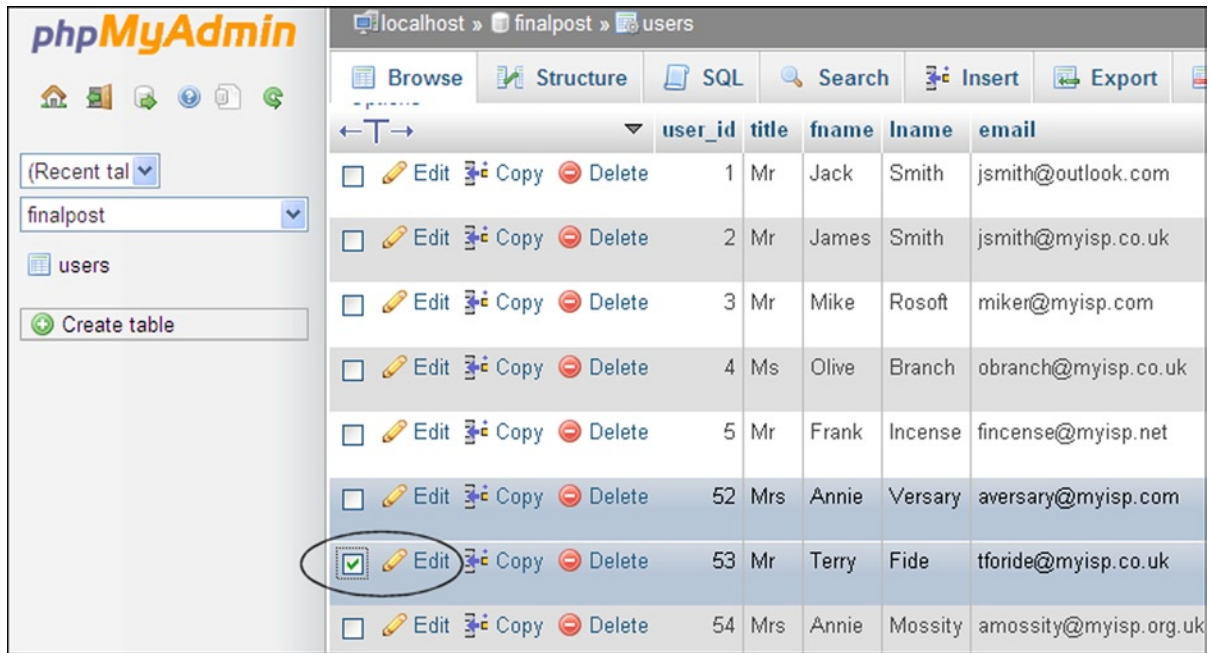 phpMyAdmin
localhost » finalpost » users
Browse Structure SQL Search Insert Export
Options
←T→ user_id title fname lname email
(Recent tal
finalpost
users
Create table
Edit Copy Delete 1 Mr Jack Smith jsmith@outlook.com
Edit Copy Delete 2 Mr James Smith jsmith@myisp.co.uk
Edit Copy Delete 3 Mr Mike Rosoft miker@myisp.com
Edit Copy Delete 4 Ms Olive Branch obranch@myisp.co.uk
Edit Copy Delete 5 Mr Frank Incense fincense@myisp.net
Edit Copy Delete 52 Mrs Annie Versary aversary@myisp.com
Edit Copy Delete 53 Mr Terry Fide tforide@myisp.co.uk
Edit Copy Delete 54 Mrs Annie Mossity amossity@myisp.org.uk